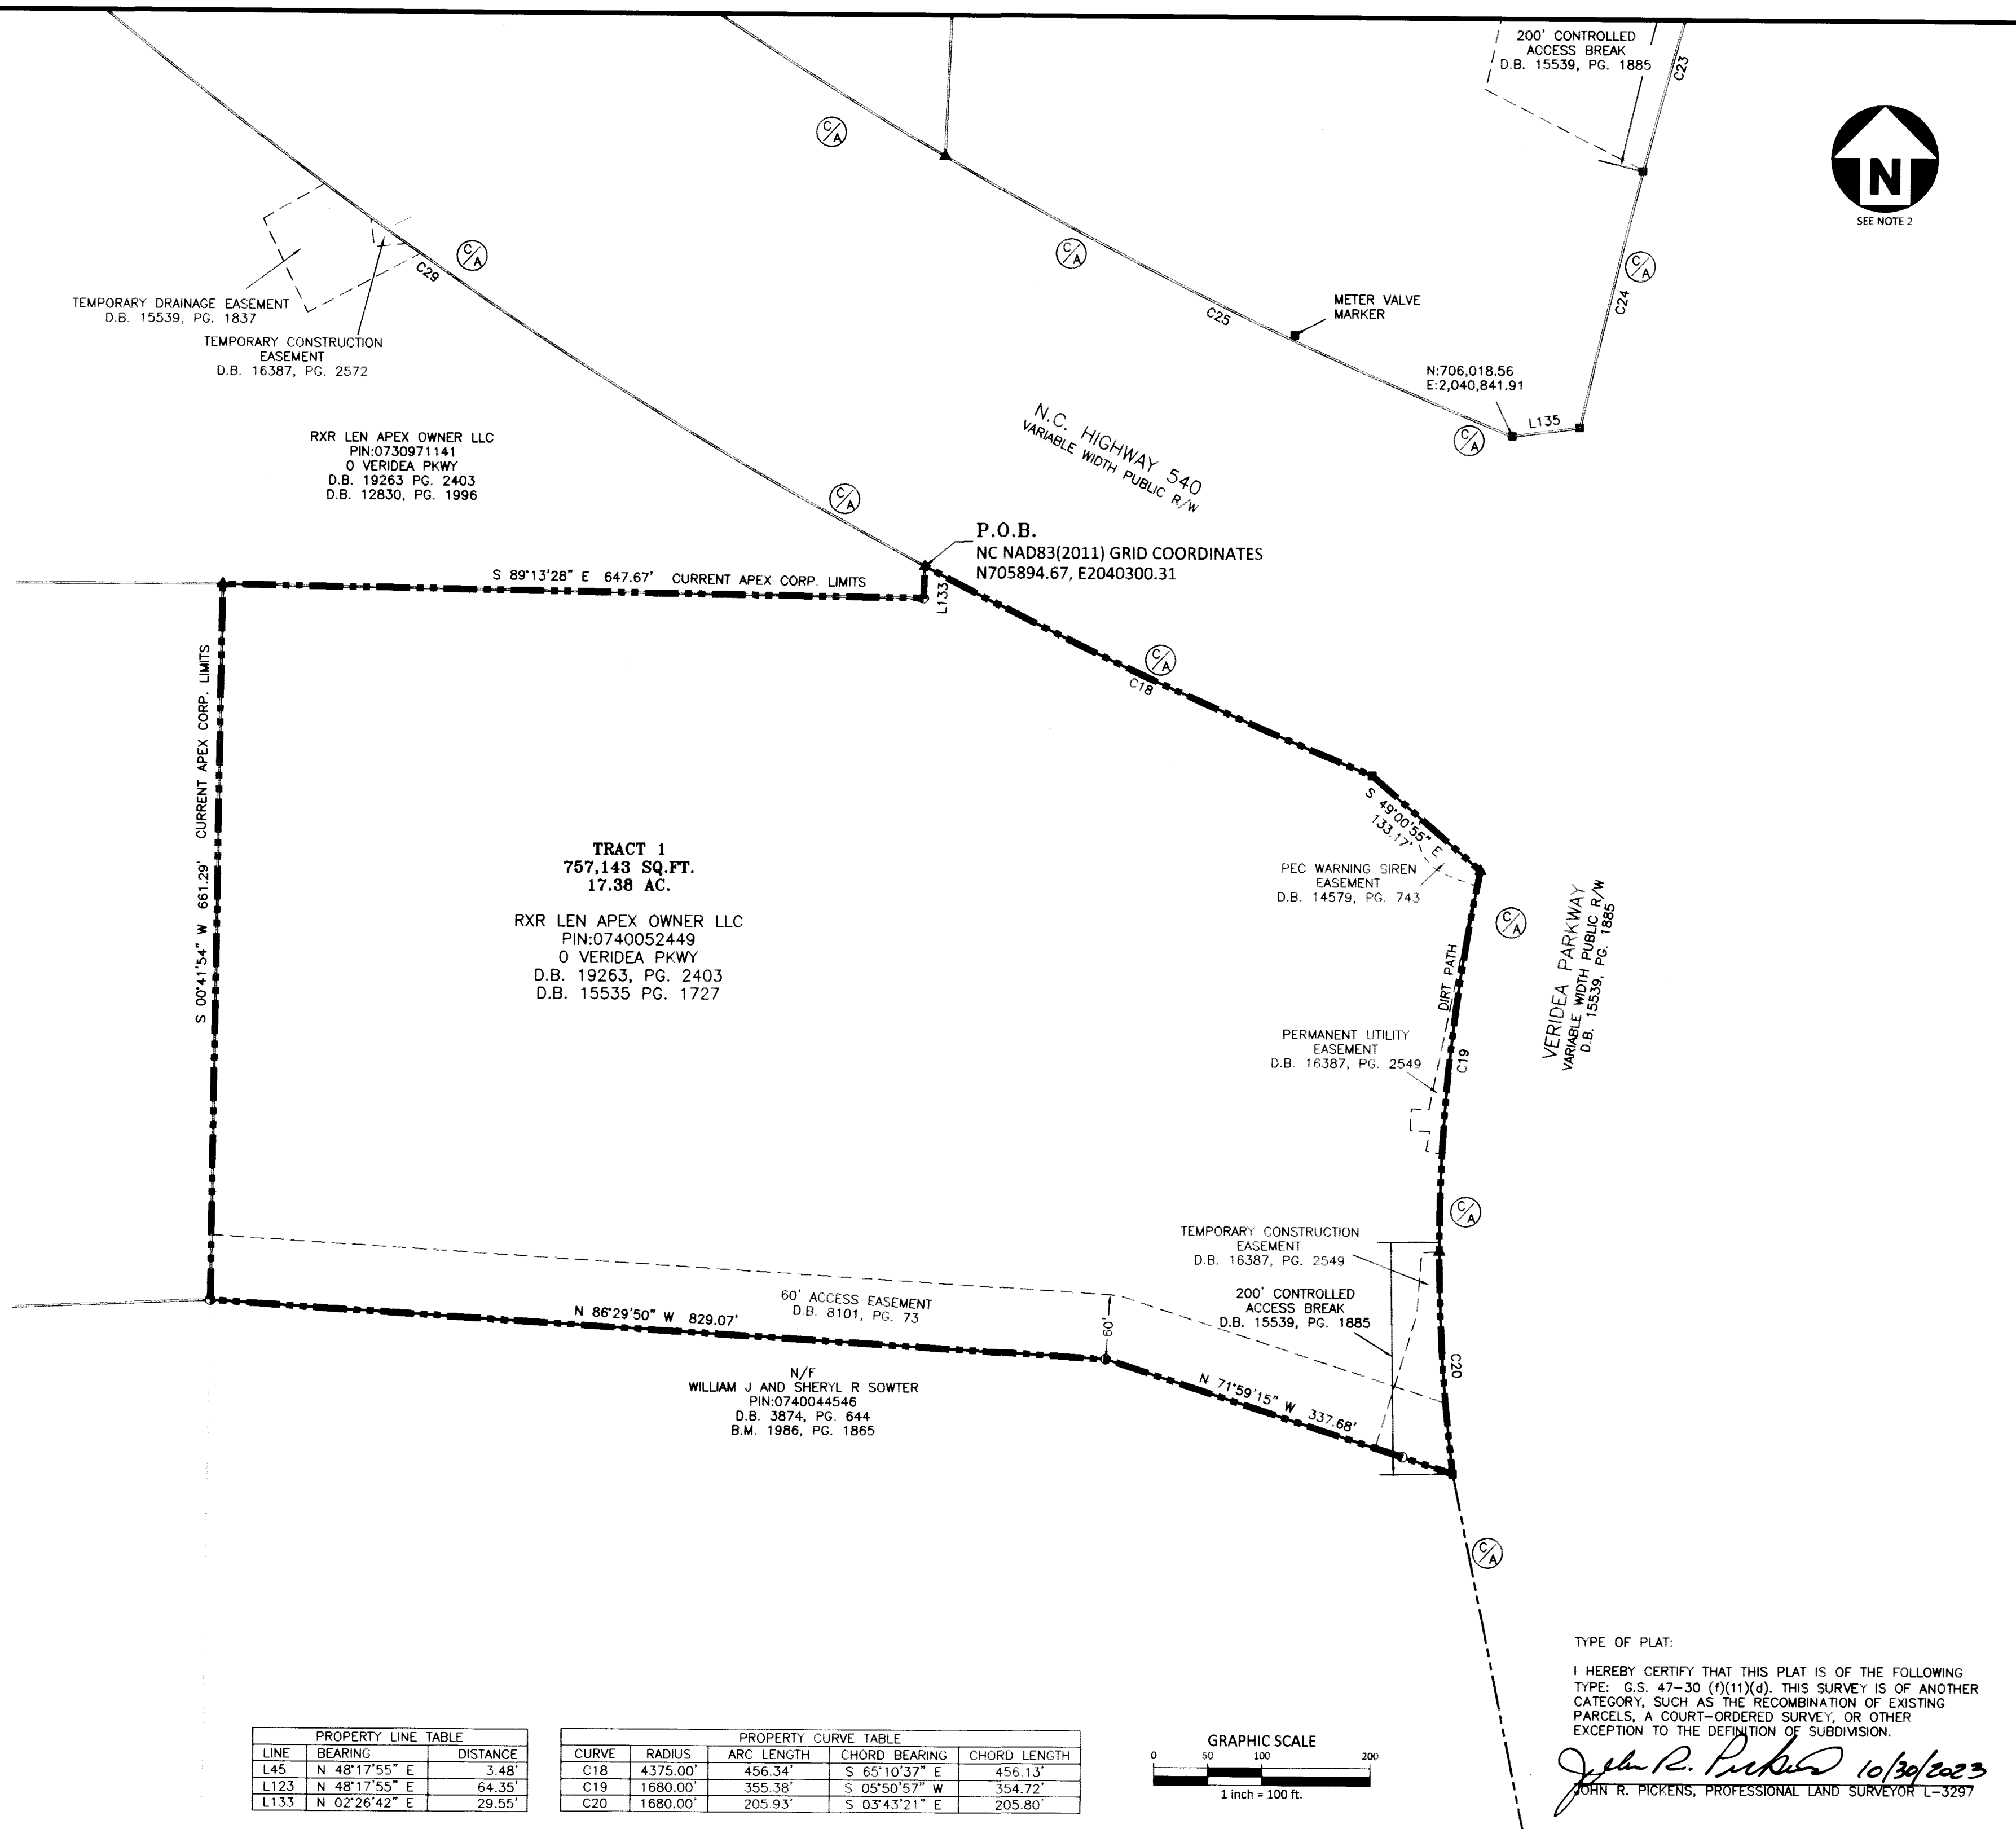 200' CONTROLLED
ACCESS BREAK
D.B. 15539, PG. 1885
C23
C/A
N
SEE NOTE 2
C/A
C/A
C/A
C24
C29
TEMPORARY DRAINAGE EASEMENT
D.B. 15539, PG. 1837
TEMPORARY CONSTRUCTION
EASEMENT
D.B. 16387, PG. 2572
METER VALVE
MARKER
C25
N:706,018.56
E:2,040,841.91
L135
C/A
RXR LEN APEX OWNER LLC
PIN:0730971141
0 VERIDEA PKWY
D.B. 19263 PG. 2403
D.B. 12830, PG. 1996
N.C. HIGHWAY 540
VARIABLE WIDTH PUBLIC R/W
C/A
P.O.B.
NC NAD83(2011) GRID COORDINATES
N705894.67, E2040300.31
S 89°13'28" E 647.67' CURRENT APEX CORP. LIMITS
L133
C/A
C18
S 00°41'54" W 661.29' CURRENT APEX CORP. LIMITS
S 49°00'55" E
133.17'
TRACT 1
757,143 SQ.FT.
17.38 AC.
RXR LEN APEX OWNER LLC
PIN:0740052449
0 VERIDEA PKWY
D.B. 19263, PG. 2403
D.B. 15535 PG. 1727
PEC WARNING SIREN
EASEMENT
D.B. 14579, PG. 743
C/A
VERIDEA PARKWAY
VARIABLE WIDTH PUBLIC R/W
D.B. 15539, PG. 1885
DIRT PATH
PERMANENT UTILITY
EASEMENT
D.B. 16387, PG. 2549
C19
C/A
TEMPORARY CONSTRUCTION
EASEMENT
D.B. 16387, PG. 2549
200' CONTROLLED
ACCESS BREAK
D.B. 15539, PG. 1885
60' ACCESS EASEMENT
D.B. 8101, PG. 73
N 86°29'50" W 829.07'
60'
C20
N 71°59'15" W 337.68'
N/F
WILLIAM J AND SHERYL R SOWTER
PIN:0740044546
D.B. 3874, PG. 644
B.M. 1986, PG. 1865
C/A
TYPE OF PLAT:
I HEREBY CERTIFY THAT THIS PLAT IS OF THE FOLLOWING
TYPE: G.S. 47-30 (f)(11)(d). THIS SURVEY IS OF ANOTHER
CATEGORY, SUCH AS THE RECOMBINATION OF EXISTING
PARCELS, A COURT-ORDERED SURVEY, OR OTHER
EXCEPTION TO THE DEFINITION OF SUBDIVISION.
John R. Pickens 10/30/2023
JOHN R. PICKENS, PROFESSIONAL LAND SURVEYOR L-3297
PROPERTY LINE TABLE
LINE BEARING DISTANCE
L45 N 48°17'55" E 3.48'
L123 N 48°17'55" E 64.35'
L133 N 02°26'42" E 29.55'
PROPERTY CURVE TABLE
CURVE RADIUS ARC LENGTH CHORD BEARING CHORD LENGTH
C18 4375.00' 456.34' S 65°10'37" E 456.13'
C19 1680.00' 355.38' S 05°50'57" W 354.72'
C20 1680.00' 205.93' S 03°43'21" E 205.80'
GRAPHIC SCALE
0 50 100 200
1 inch = 100 ft.